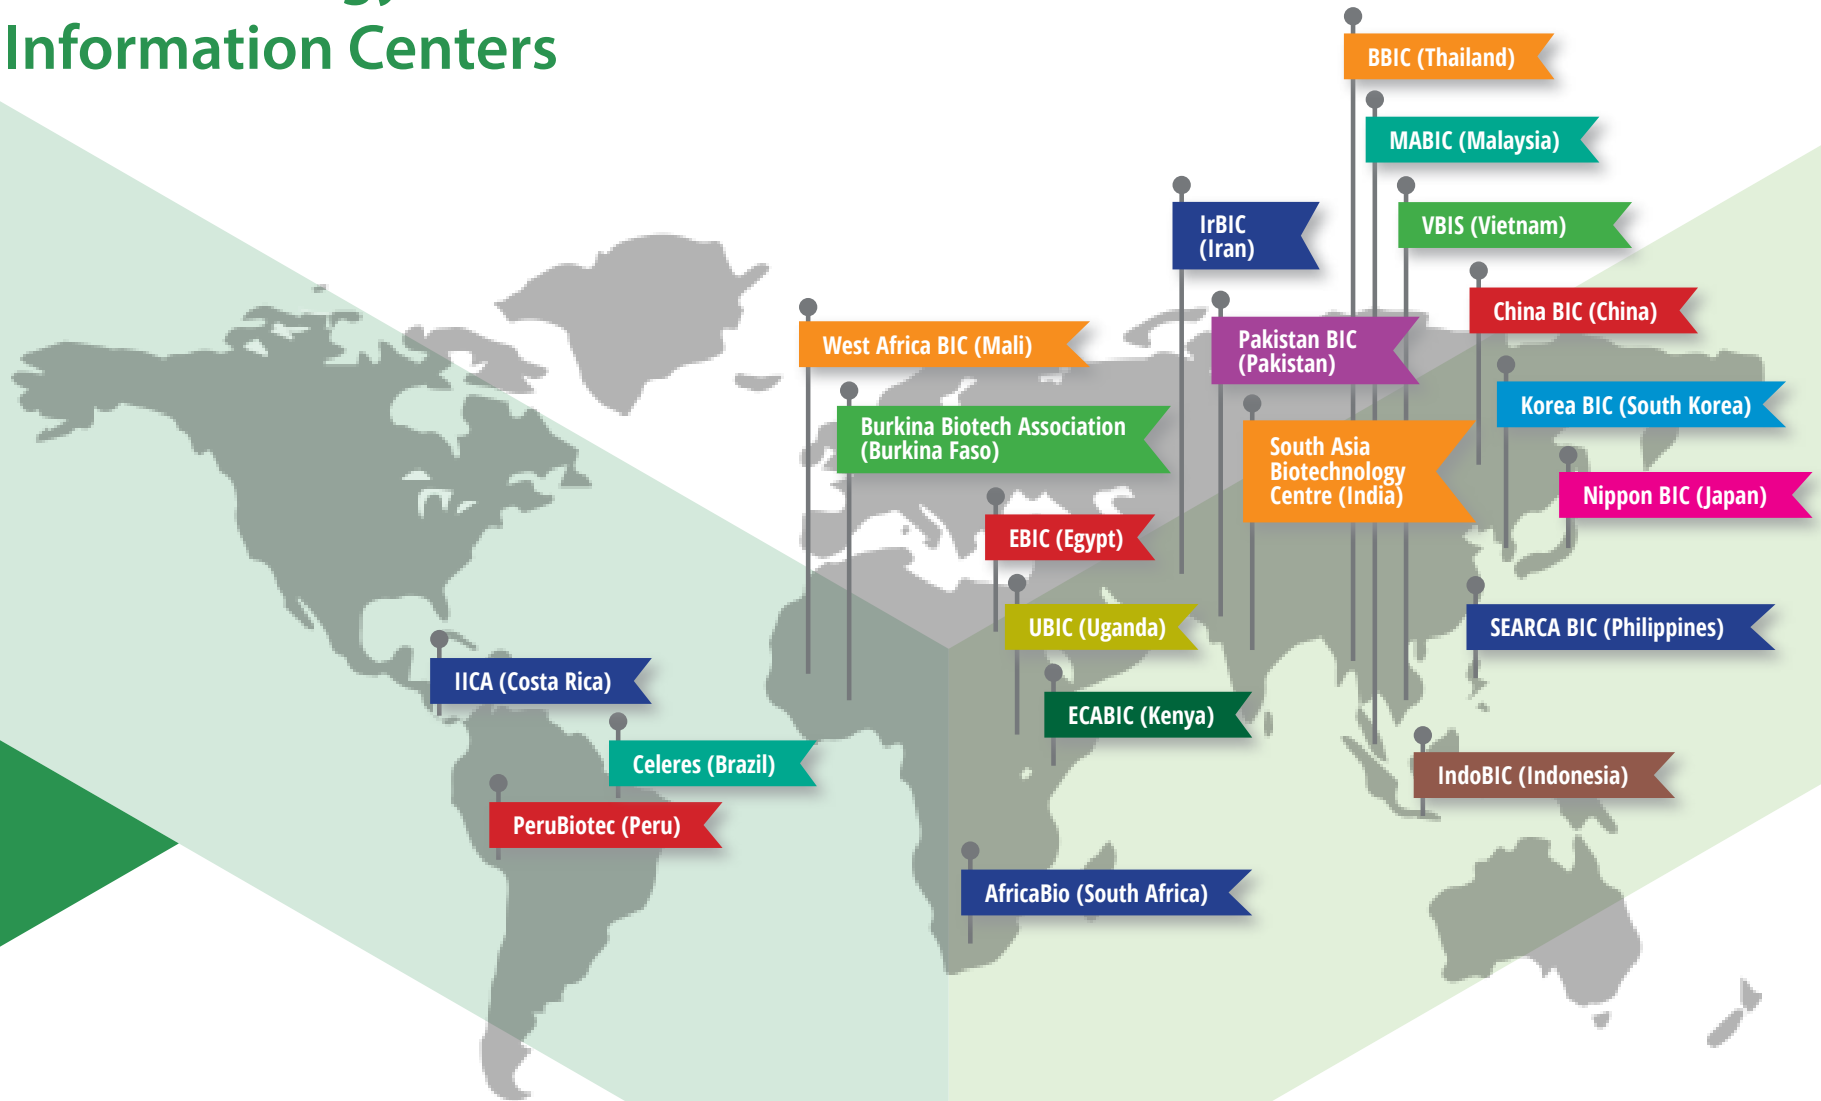 Information Centers
BBIC (Thailand)
MABIC (Malaysia)
IrBIC
(Iran)
VBIS (Vietnam)
China BIC (China)
West Africa BIC (Mali)
Pakistan BIC
(Pakistan)
Korea BIC (South Korea)
Burkina Biotech Association
(Burkina Faso)
South Asia
Biotechnology
Centre (India)
Nippon BIC (Japan)
EBIC (Egypt)
UBIC (Uganda)
SEARCA BIC (Philippines)
IICA (Costa Rica)
ECABIC (Kenya)
Celeres (Brazil)
IndoBIC (Indonesia)
PeruBiotec (Peru)
AfricaBio (South Africa)